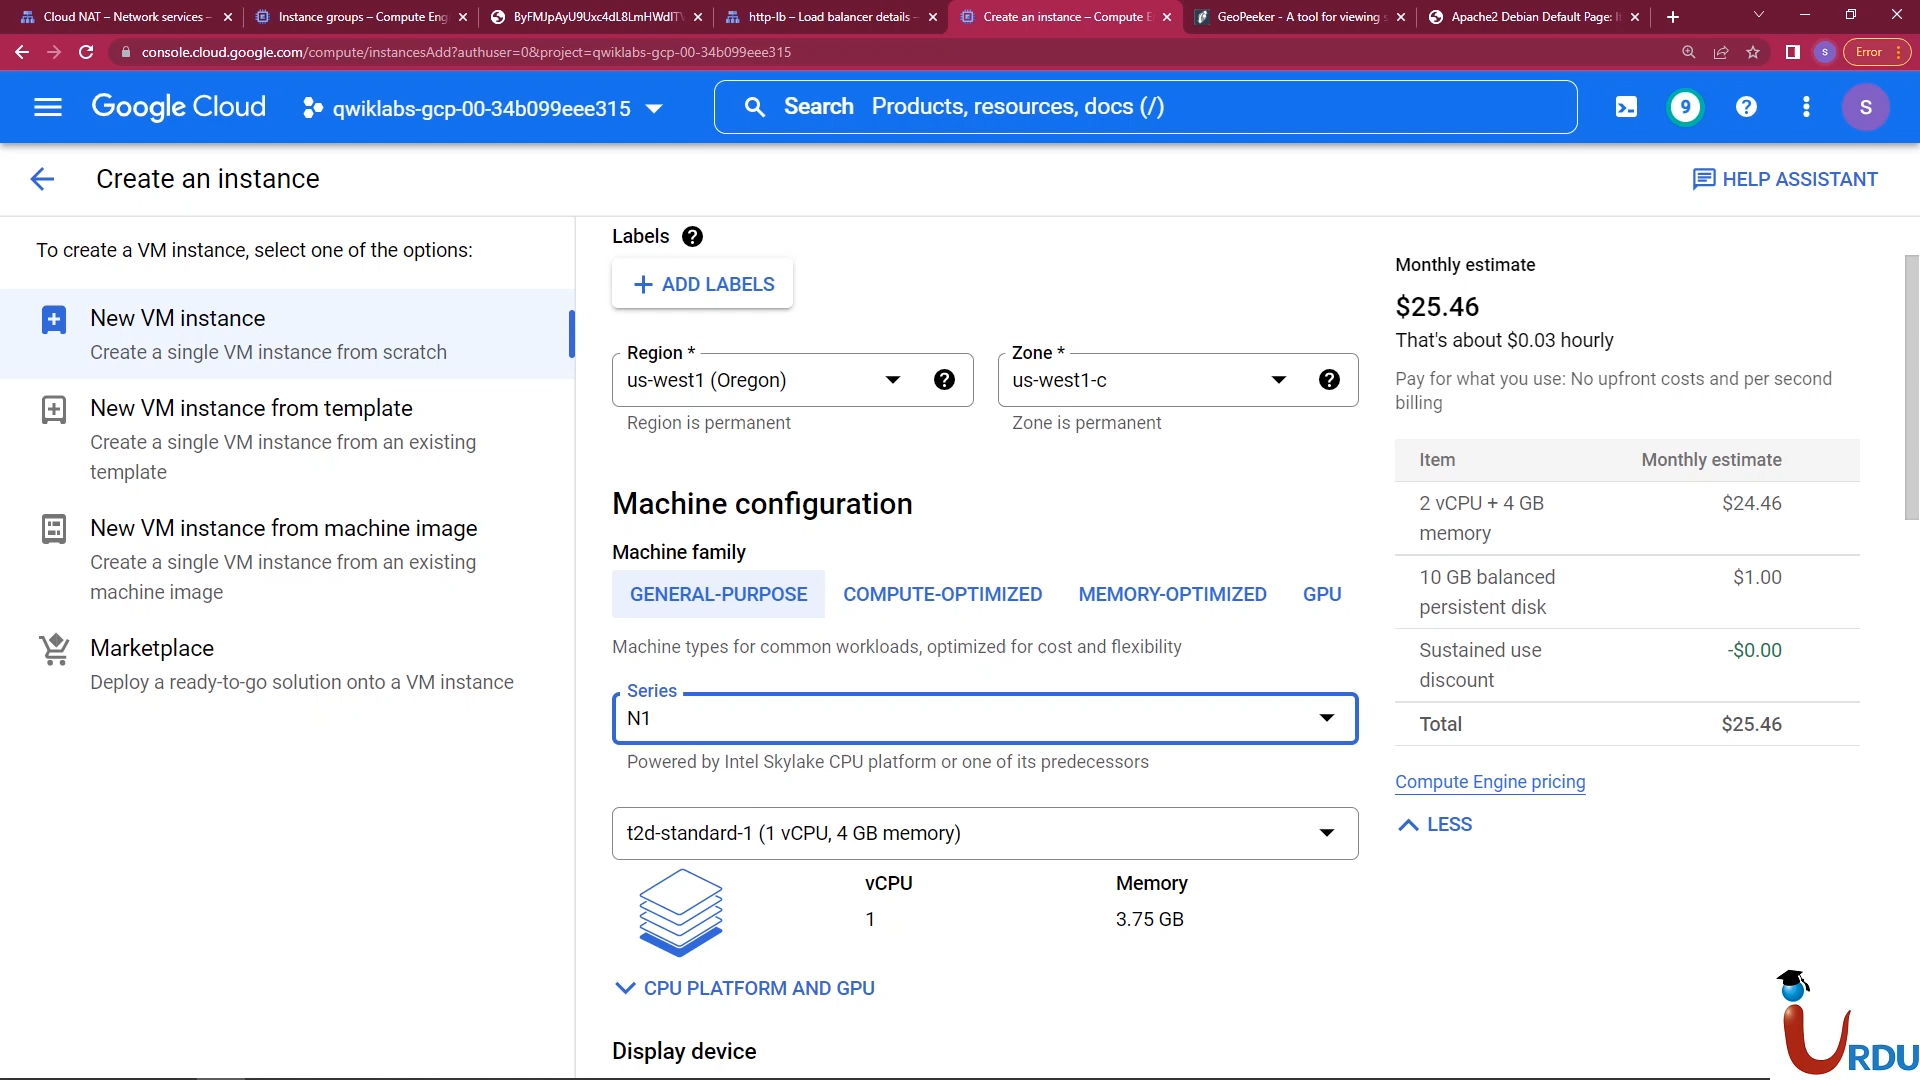 Cloud NAT – Network services –
Instance groups – Compute Eng
ByFMJpAyU9Uxc4dL8LmHWdlT
http-lb – Load balancer details –
Create an instance – Compute E
GeoPeeker - A tool for viewing s
Apache2 Debian Default Page: I
console.cloud.google.com/compute/instancesAdd?authuser=0&project=qwiklabs-gcp-00-34b099eee315
s
Error
Google Cloud
qwiklabs-gcp-00-34b099eee315
Search Products, resources, docs (/)
9
S
Create an instance
HELP ASSISTANT
To create a VM instance, select one of the options:
New VM instance
Create a single VM instance from scratch
New VM instance from template
Create a single VM instance from an existing
template
New VM instance from machine image
Create a single VM instance from an existing
machine image
Marketplace
Deploy a ready-to-go solution onto a VM instance
Labels
ADD LABELS
Region *
us-west1 (Oregon)
Region is permanent
Zone *
us-west1-c
Zone is permanent
Machine configuration
Machine family
GENERAL-PURPOSE COMPUTE-OPTIMIZED MEMORY-OPTIMIZED GPU
Machine types for common workloads, optimized for cost and flexibility
Series
N1
Powered by Intel Skylake CPU platform or one of its predecessors
t2d-standard-1 (1 vCPU, 4 GB memory)
vCPU Memory
1 3.75 GB
CPU PLATFORM AND GPU
Display device
Monthly estimate
$25.46
That's about $0.03 hourly
Pay for what you use: No upfront costs and per second
billing
Item Monthly estimate
2 vCPU + 4 GB $24.46
memory
10 GB balanced $1.00
persistent disk
Sustained use -$0.00
discount
Total $25.46
Compute Engine pricing
LESS
iURDU